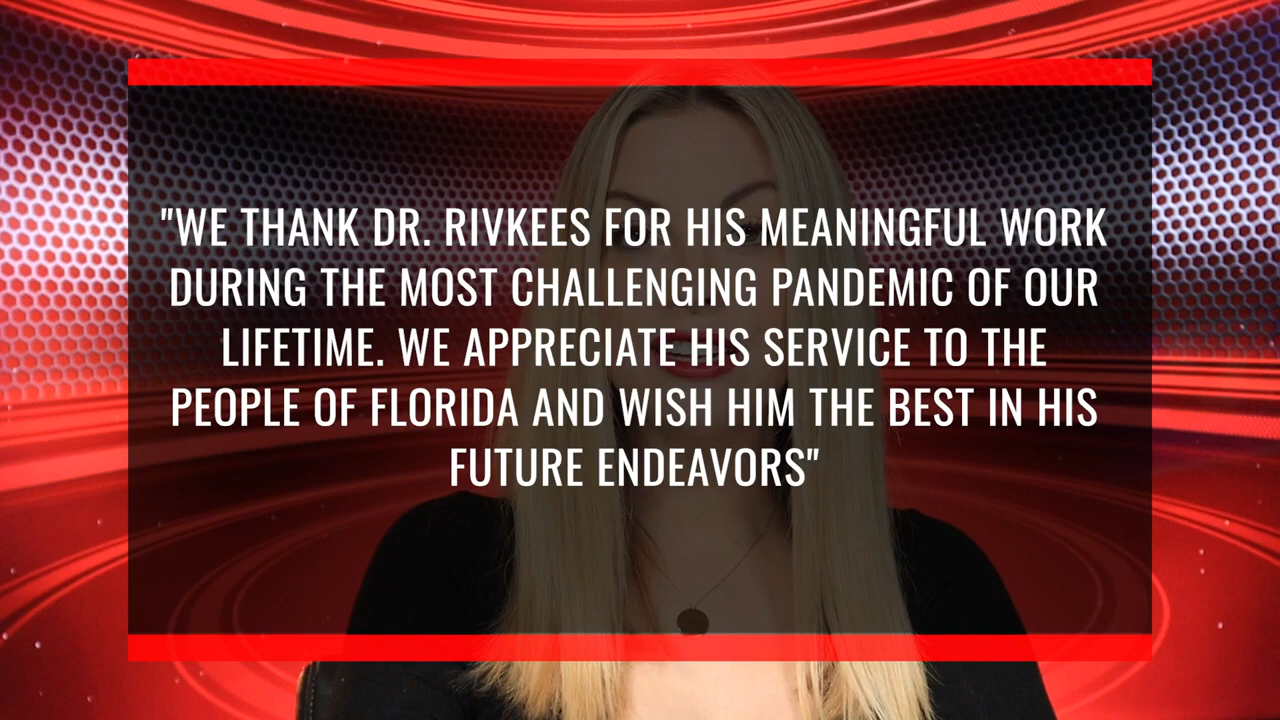 "WE THANK DR. RIVKEES FOR HIS MEANINGFUL WORK
DURING THE MOST CHALLENGING PANDEMIC OF OUR
LIFETIME. WE APPRECIATE HIS SERVICE TO THE
PEOPLE OF FLORIDA AND WISH HIM THE BEST IN HIS
FUTURE ENDEAVORS"